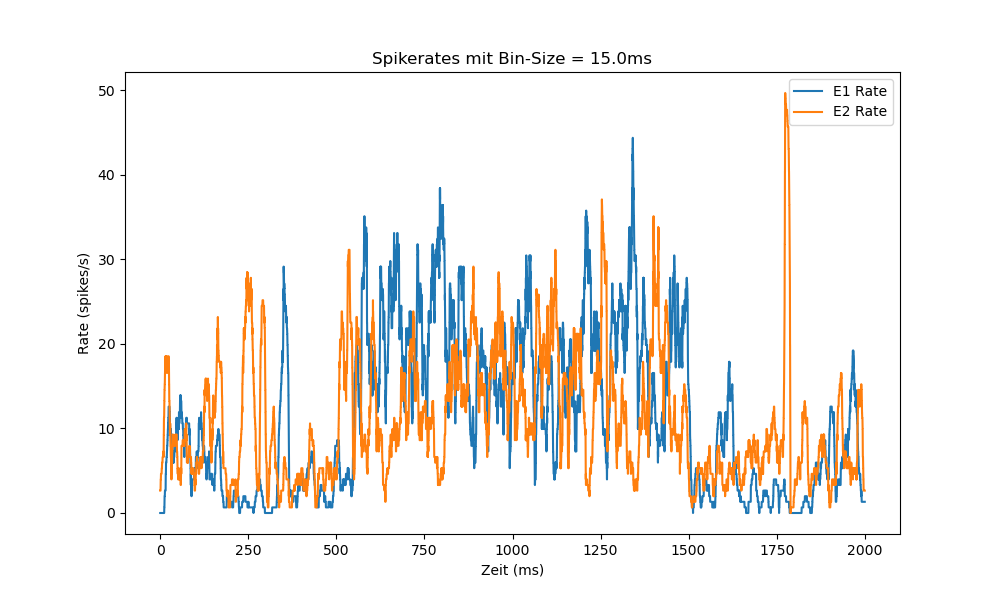 Spikerates mit Bin-Size = 15.0ms
E1 Rate
E2 Rate
50
40
30
20
10
0
Rate (spikes/s)
0 250 500 750 1000 1250 1500 1750 2000
Zeit (ms)